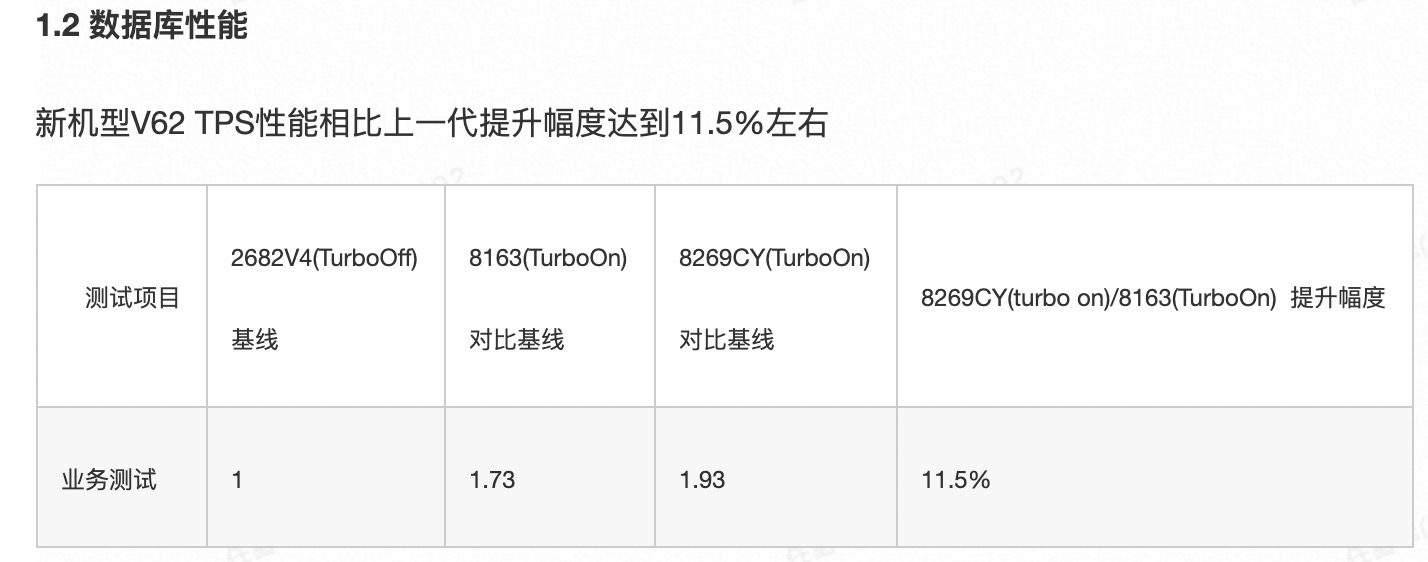 1.2 数据库性能
新机型V62 TPS性能相比上一代提升幅度达到11.5%左右
测试项目
2682V4(TurboOff)
基线
8163(TurboOn)
对比基线
8269CY(TurboOn)
对比基线
8269CY(turbo on)/8163(TurboOn) 提升幅度
业务测试
1
1.73
1.93
11.5%